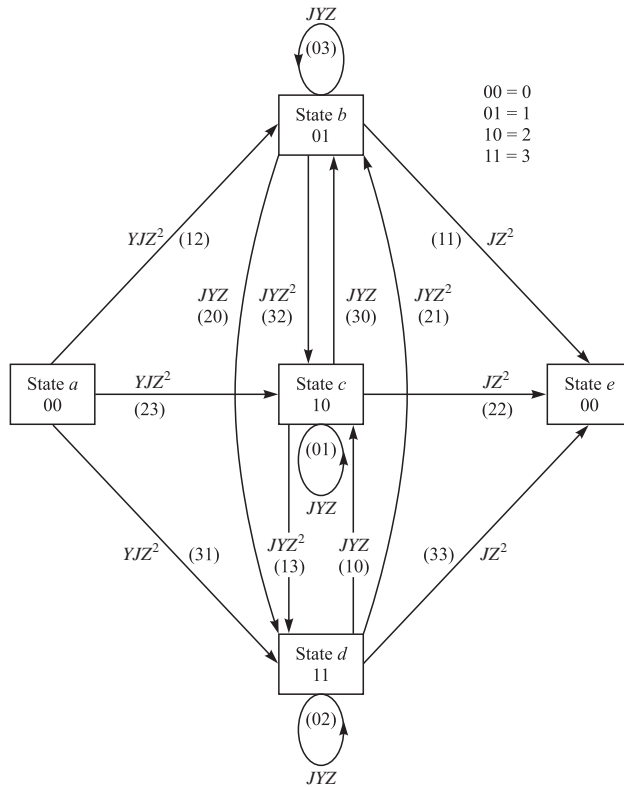 JYZ
(03)
00 = 0
01 = 1
10 = 2
11 = 3
State b
01
YJZ² (12)
(11) JZ²
JYZ
(20)
JYZ²
(32)
JYZ
(30)
JYZ²
(21)
State a
00
YJZ²
(23)
State c
10
JZ²
(22)
State e
00
(01)
JYZ
YJZ² (31)
JYZ²
(13)
JYZ
(10)
(33) JZ²
State d
11
(02)
JYZ